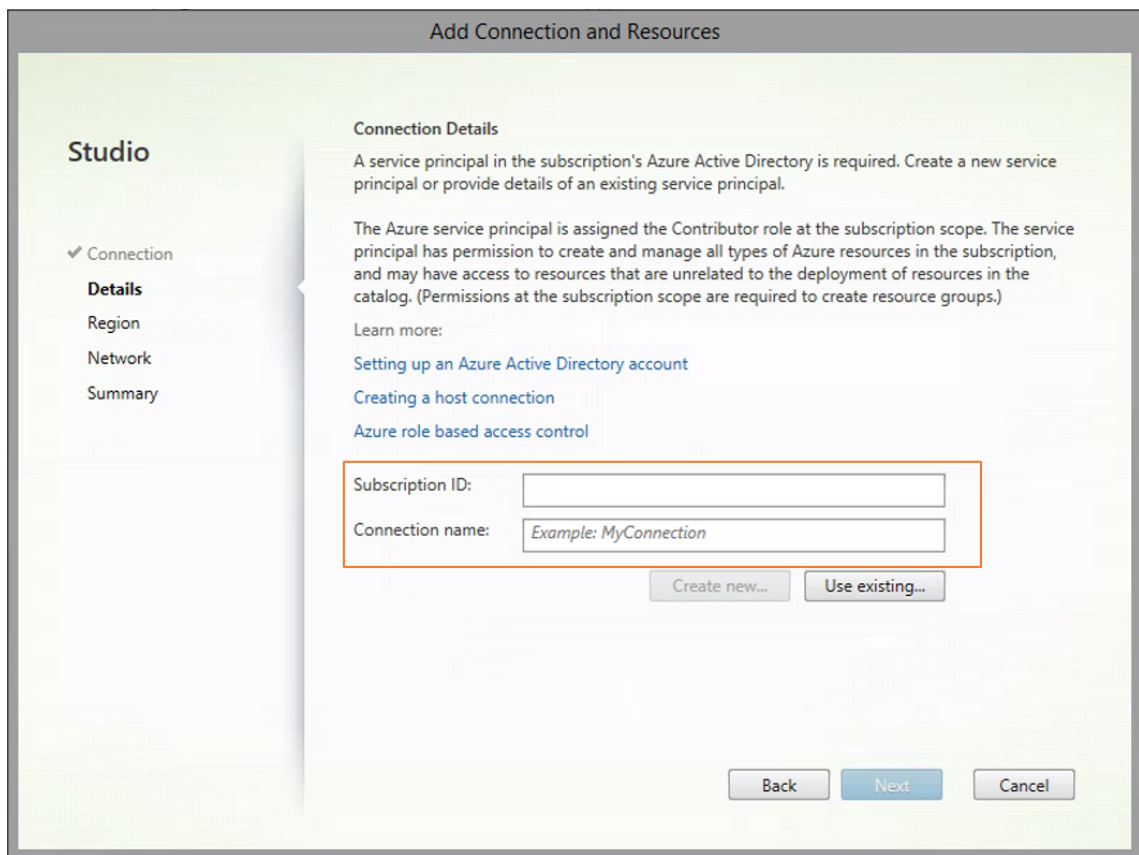 Add Connection and Resources
Studio
Connection
Details
Region
Network
Summary
Connection Details
A service principal in the subscription's Azure Active Directory is required. Create a new service
principal or provide details of an existing service principal.
The Azure service principal is assigned the Contributor role at the subscription scope. The service
principal has permission to create and manage all types of Azure resources in the subscription,
and may have access to resources that are unrelated to the deployment of resources in the
catalog. (Permissions at the subscription scope are required to create resource groups.)
Learn more:
Setting up an Azure Active Directory account
Creating a host connection
Azure role based access control
Subscription ID:
Connection name: Example: MyConnection
Create new... Use existing...
Back Next Cancel